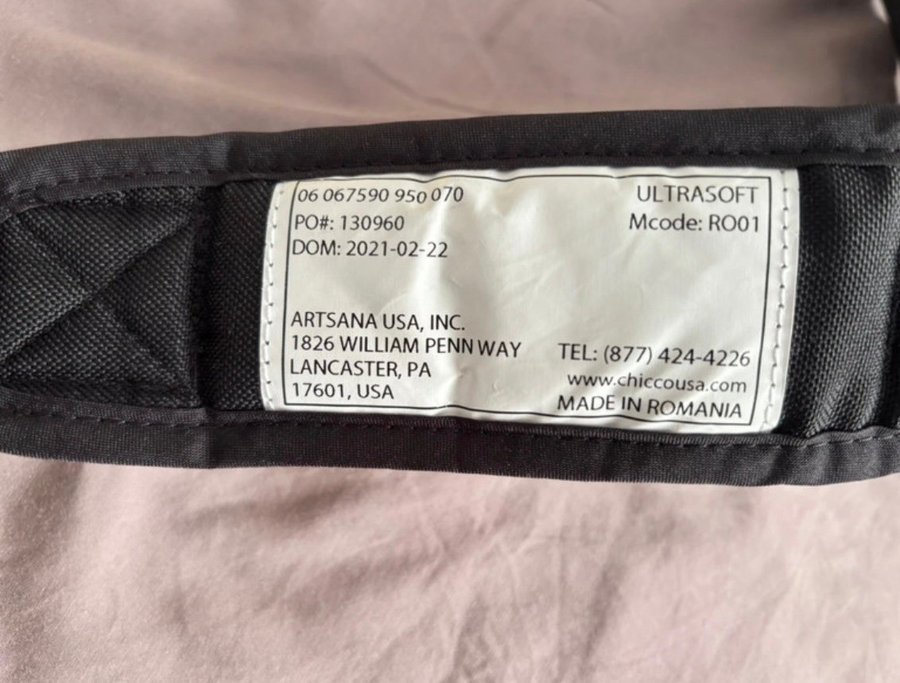 06 067590 950 070
ULTRASOFT
PO#: 130960
Mcode: RO01
DOM: 2021-02-22
ARTSANA USA, INC.
1826 WILLIAM PENN WAY
LANCASTER, PA
17601, USA
TEL: (877) 424-4226
www.chiccousa.com
MADE IN ROMANIA